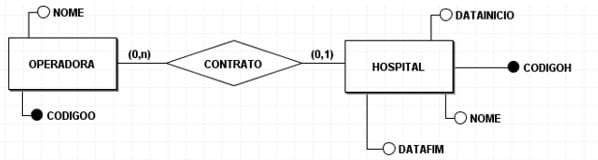 NOME
DATAINICIO
OPERADORA
(0,n)
CONTRATO
(0,1)
HOSPITAL
CODIGOH
CODIGOO
NOME
DATAFIM